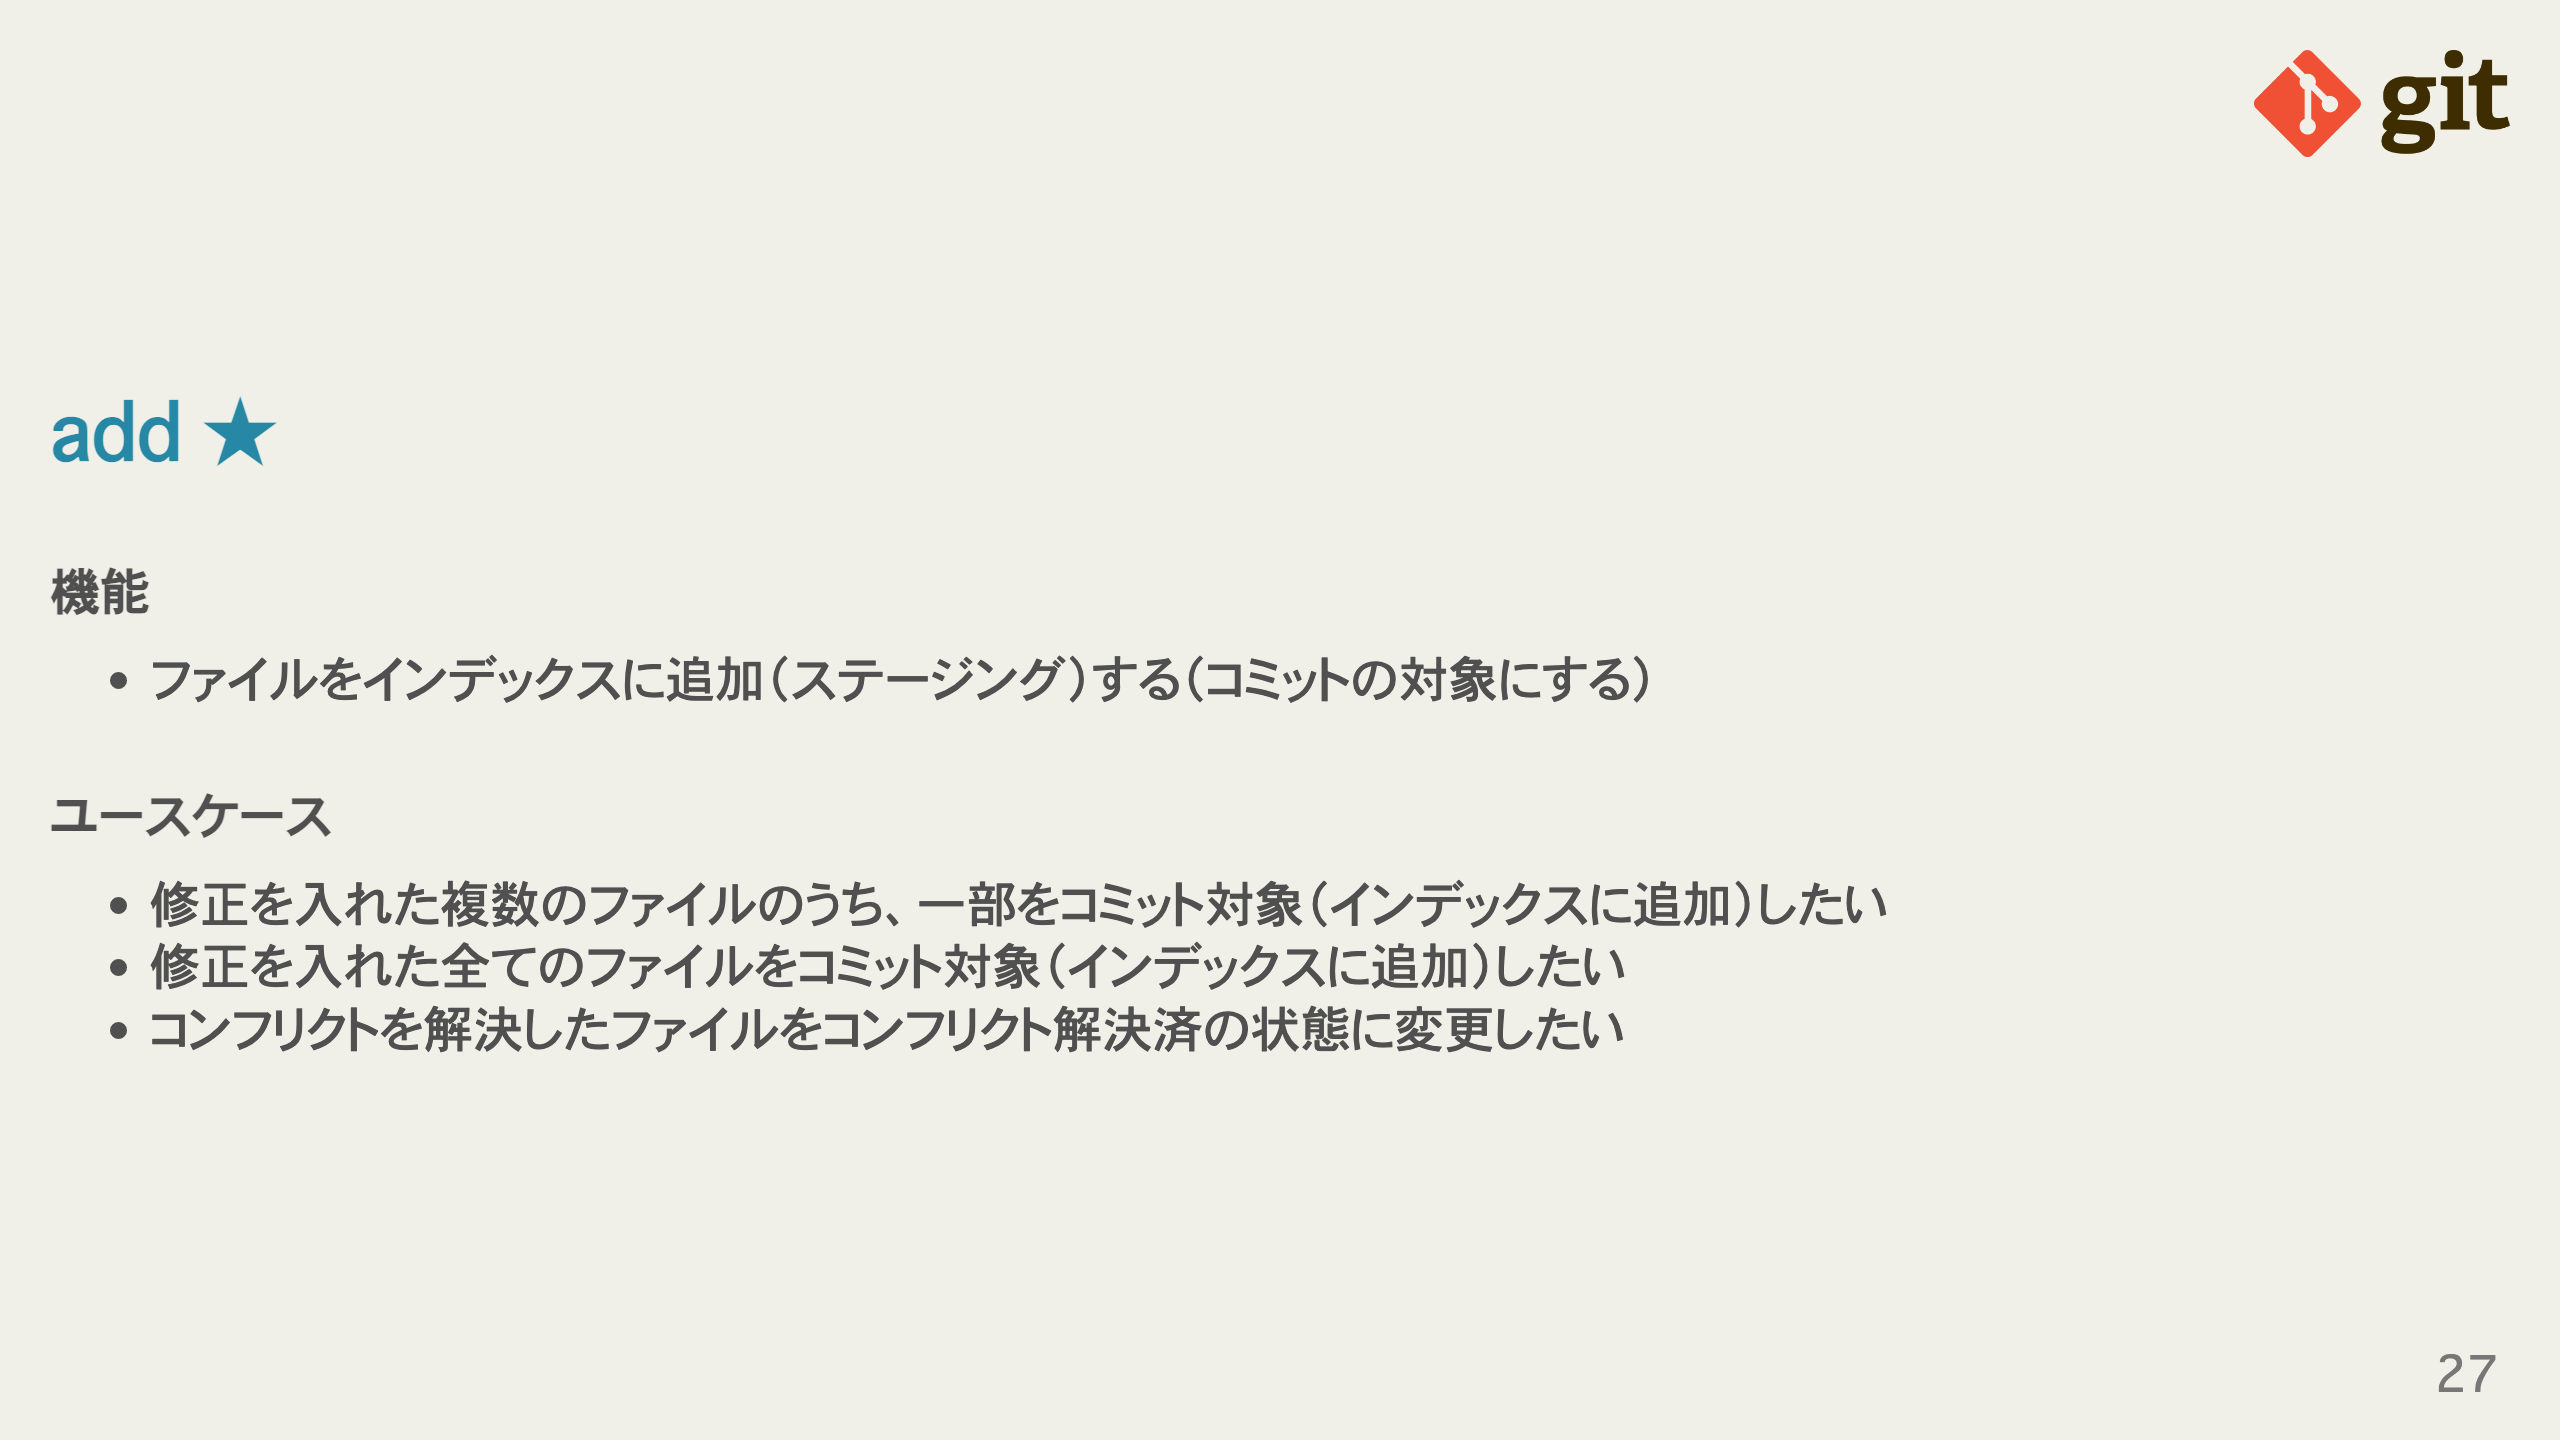 git
add ★
機能
• ファイルをインデックスに追加（ステージング）する（コミットの対象にする）
ユースケース
• 修正を入れた複数のファイルのうち、一部をコミット対象（インデックスに追加）したい
• 修正を入れた全てのファイルをコミット対象（インデックスに追加）したい
• コンフリクトを解決したファイルをコンフリクト解決済の状態に変更したい
27